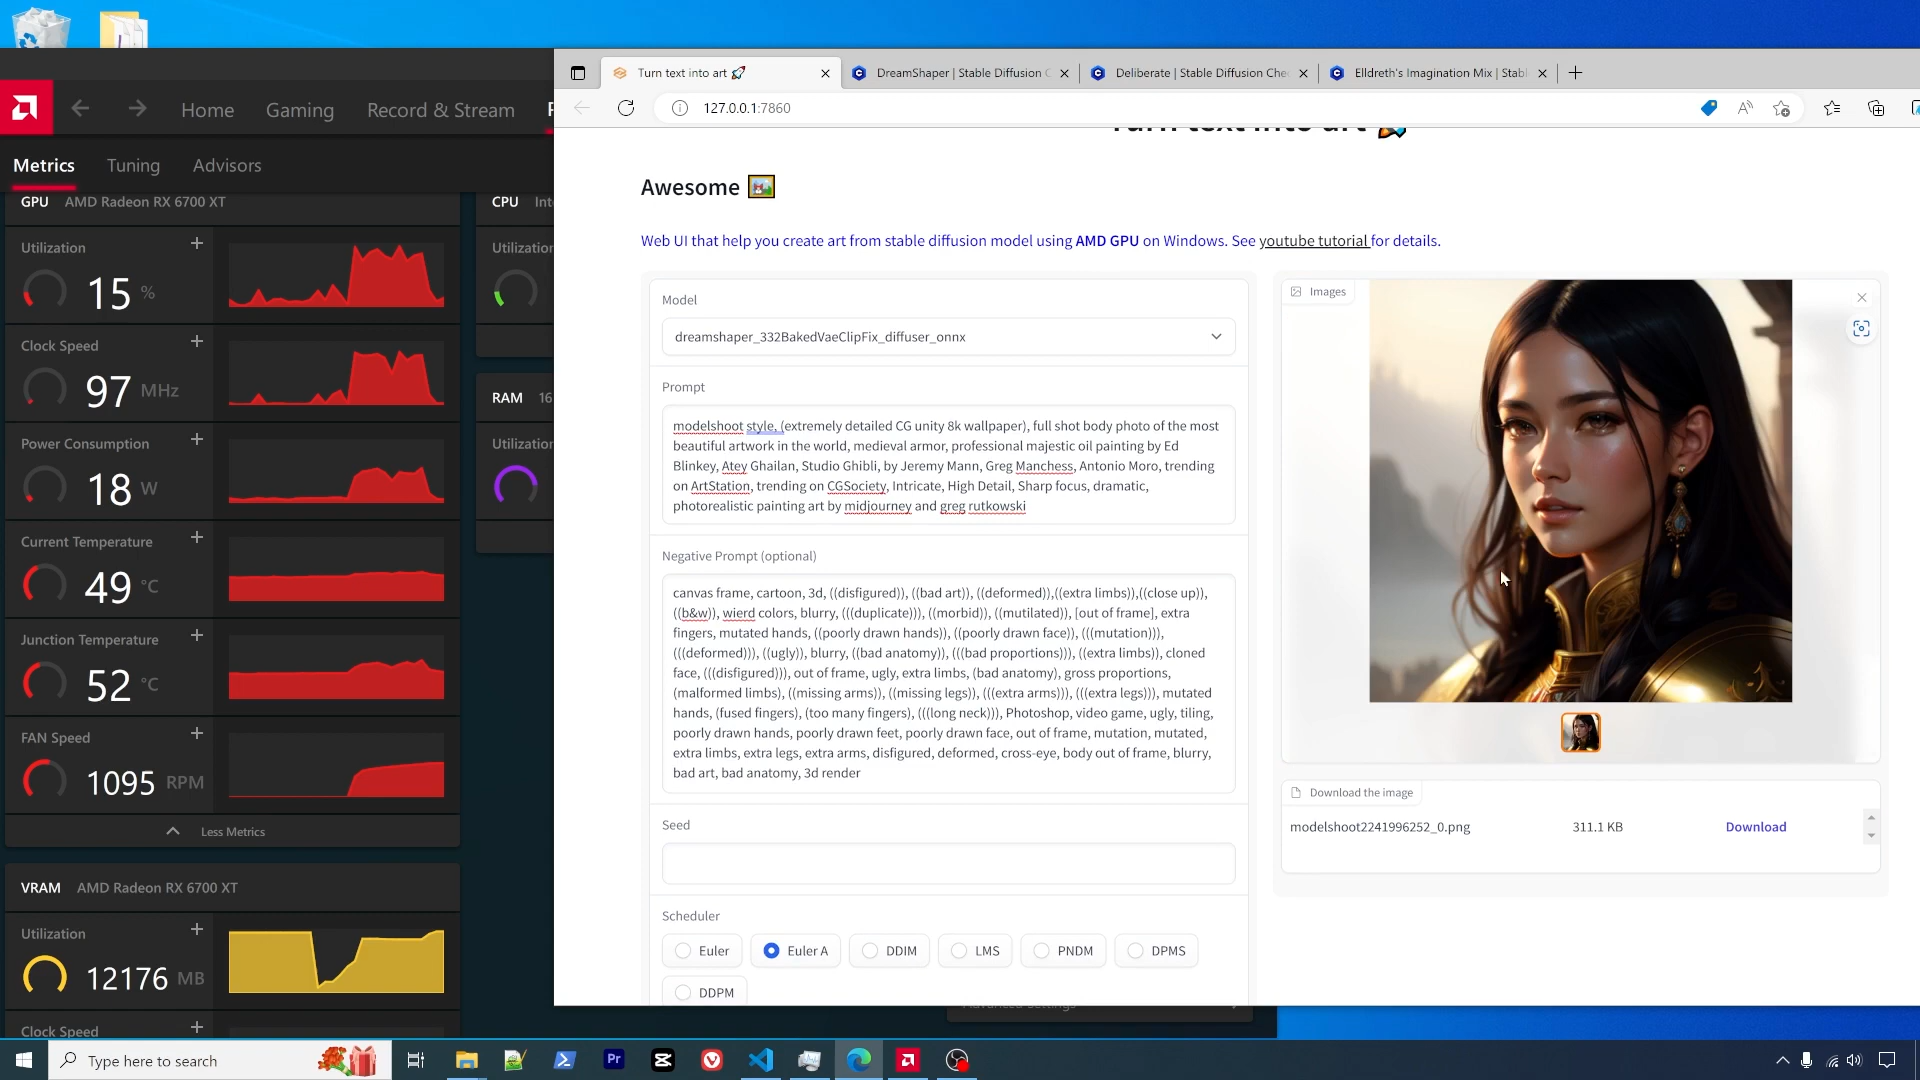 Home Gaming Record & Stream
Metrics Tuning Advisors
GPU AMD Radeon RX 6700 XT
Utilization
15 %
Clock Speed
97 MHz
Power Consumption
18 W
Current Temperature
49 °C
Junction Temperature
52 °C
FAN Speed
1095 RPM
Less Metrics
VRAM AMD Radeon RX 6700 XT
Utilization
12176 MB
Clock Speed
CPU
Utilization
RAM 16
Utilization
Turn text into art 🚀
DreamShaper | Stable Diffusion C
Deliberate | Stable Diffusion Che
Elldreth's Imagination Mix | Stabl
127.0.0.1:7860
Turn text into art 🚀
Awesome 🖼️
Web UI that help you create art from stable diffusion model using AMD GPU on Windows. See youtube tutorial for details.
Model
dreamshaper_332BakedVaeClipFix_diffuser_onnx
Prompt
modelshoot style, (extremely detailed CG unity 8k wallpaper), full shot body photo of the most
beautiful artwork in the world, medieval armor, professional majestic oil painting by Ed
Blinkey, Atey Ghailan, Studio Ghibli, by Jeremy Mann, Greg Manchess, Antonio Moro, trending
on ArtStation, trending on CGSociety, Intricate, High Detail, Sharp focus, dramatic,
photorealistic painting art by midjourney and greg rutkowski
Negative Prompt (optional)
canvas frame, cartoon, 3d, ((disfigured)), ((bad art)), ((deformed)),((extra limbs)),((close up)),
((b&w)), wierd colors, blurry, (((duplicate))), ((morbid)), ((mutilated)), [out of frame], extra
fingers, mutated hands, ((poorly drawn hands)), ((poorly drawn face)), (((mutation))),
(((deformed))), ((ugly)), blurry, ((bad anatomy)), (((bad proportions))), ((extra limbs)), cloned
face, (((disfigured))), out of frame, ugly, extra limbs, (bad anatomy), gross proportions,
(malformed limbs), ((missing arms)), ((missing legs)), (((extra arms))), (((extra legs))), mutated
hands, (fused fingers), (too many fingers), (((long neck))), Photoshop, video game, ugly, tiling,
poorly drawn hands, poorly drawn feet, poorly drawn face, out of frame, mutation, mutated,
extra limbs, extra legs, extra arms, disfigured, deformed, cross-eye, body out of frame, blurry,
bad art, bad anatomy, 3d render
Seed
Scheduler
Euler Euler A DDIM LMS PNDM DPMS
DDPM
Images
Download the image
modelshoot2241996252_0.png 311.1 KB Download
Type here to search